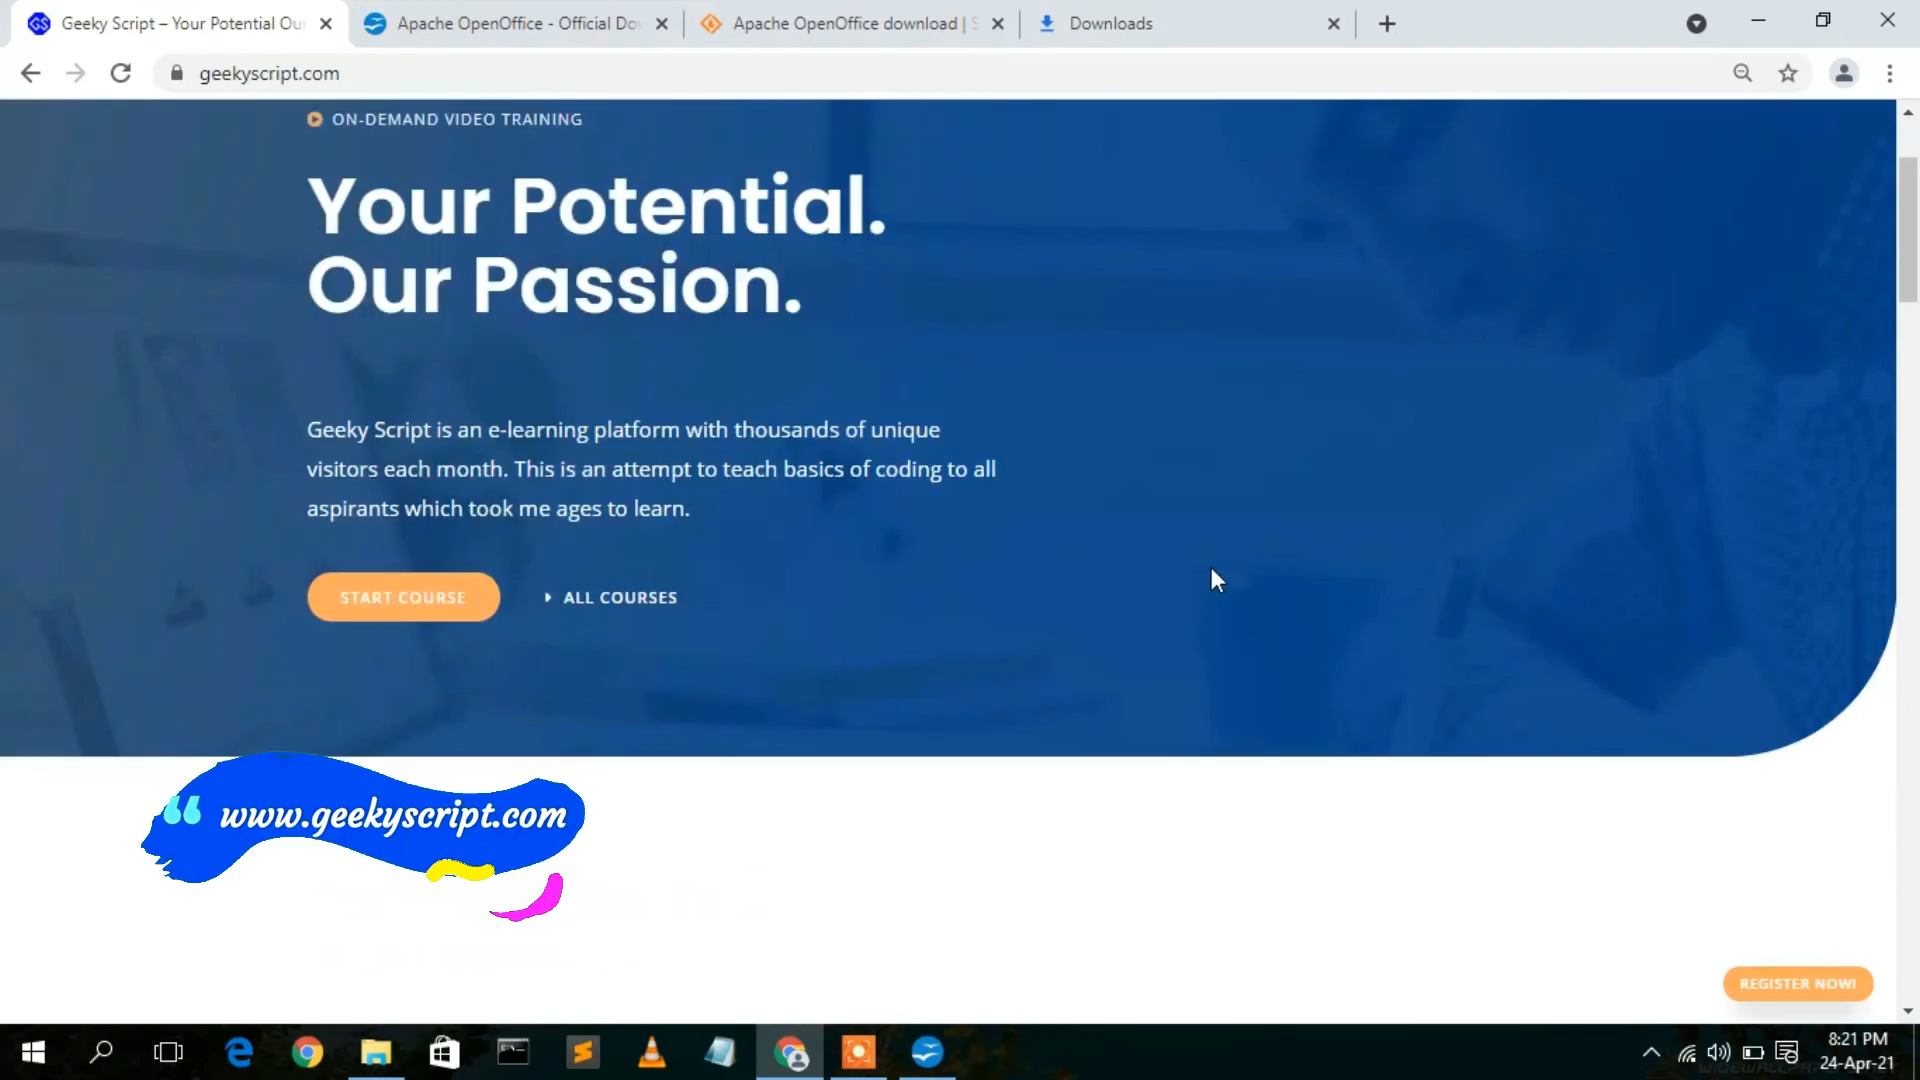 Geeky Script – Your Potential Ou
Apache OpenOffice - Official Do
Apache OpenOffice download | S
Downloads
geekyscript.com
ON-DEMAND VIDEO TRAINING
Your Potential.
Our Passion.
Geeky Script is an e-learning platform with thousands of unique
visitors each month. This is an attempt to teach basics of coding to all
aspirants which took me ages to learn.
START COURSE
ALL COURSES
www.geekyscript.com
REGISTER NOW!
8:21 PM
24-Apr-21